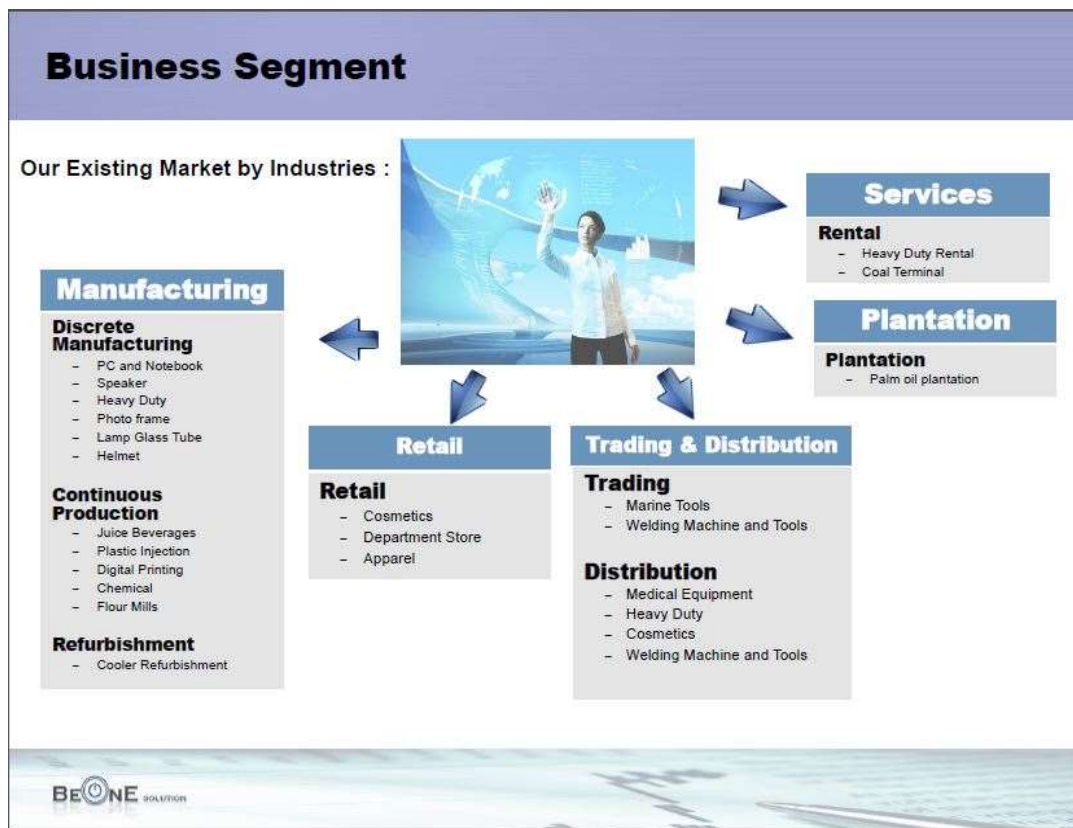 Business Segment
Our Existing Market by Industries :
Manufacturing
Discrete
Manufacturing
– PC and Notebook
– Speaker
– Heavy Duty
– Photo frame
– Lamp Glass Tube
– Helmet
Continuous
Production
– Juice Beverages
– Plastic Injection
– Digital Printing
– Chemical
– Flour Mills
Refurbishment
– Cooler Refurbishment
Retail
Retail
– Cosmetics
– Department Store
– Apparel
Trading & Distribution
Trading
– Marine Tools
– Welding Machine and Tools
Distribution
– Medical Equipment
– Heavy Duty
– Cosmetics
– Welding Machine and Tools
Services
Rental
– Heavy Duty Rental
– Coal Terminal
Plantation
Plantation
– Palm oil plantation
BEONE SOLUTION